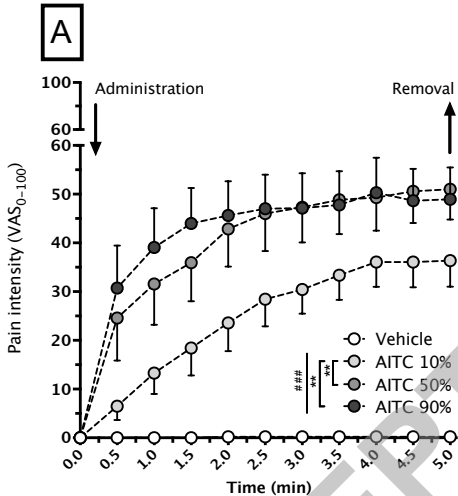 A
100
Administration
Removal
60
60
50
40
30
20
10
0
Pain intensity (VAS0-100)
Vehicle
AITC 10%
AITC 50%
AITC 90%
###
**
**
0.0 0.5 1.0 1.5 2.0 2.5 3.0 3.5 4.0 4.5 5.0
Time (min)